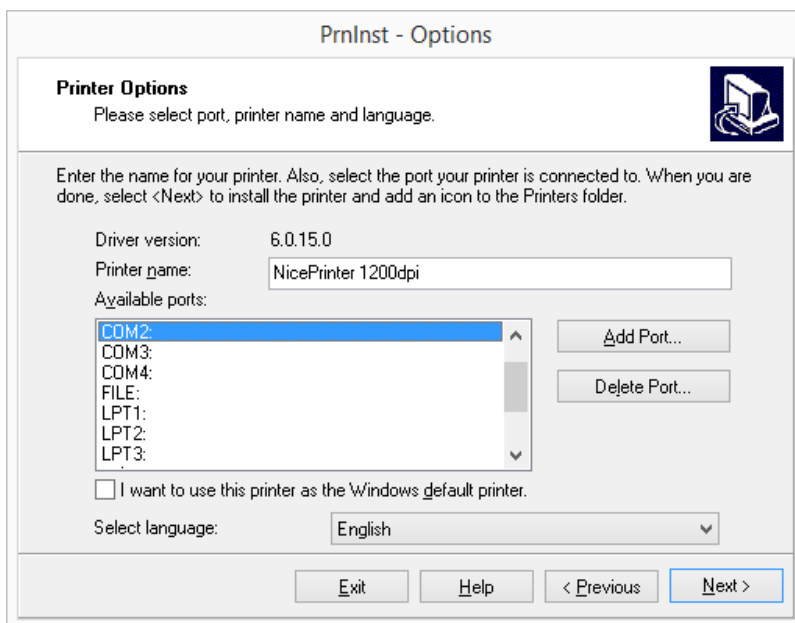 PrnInst - Options
Printer Options
Please select port, printer name and language.
Enter the name for your printer. Also, select the port your printer is connected to. When you are
done, select <Next> to install the printer and add an icon to the Printers folder.
Driver version: 6.0.15.0
Printer name: NicePrinter 1200dpi
Available ports:
COM2:
COM3:
COM4:
FILE:
LPT1:
LPT2:
LPT3:
Add Port...
Delete Port...
I want to use this printer as the Windows default printer.
Select language: English
Exit Help < Previous Next >